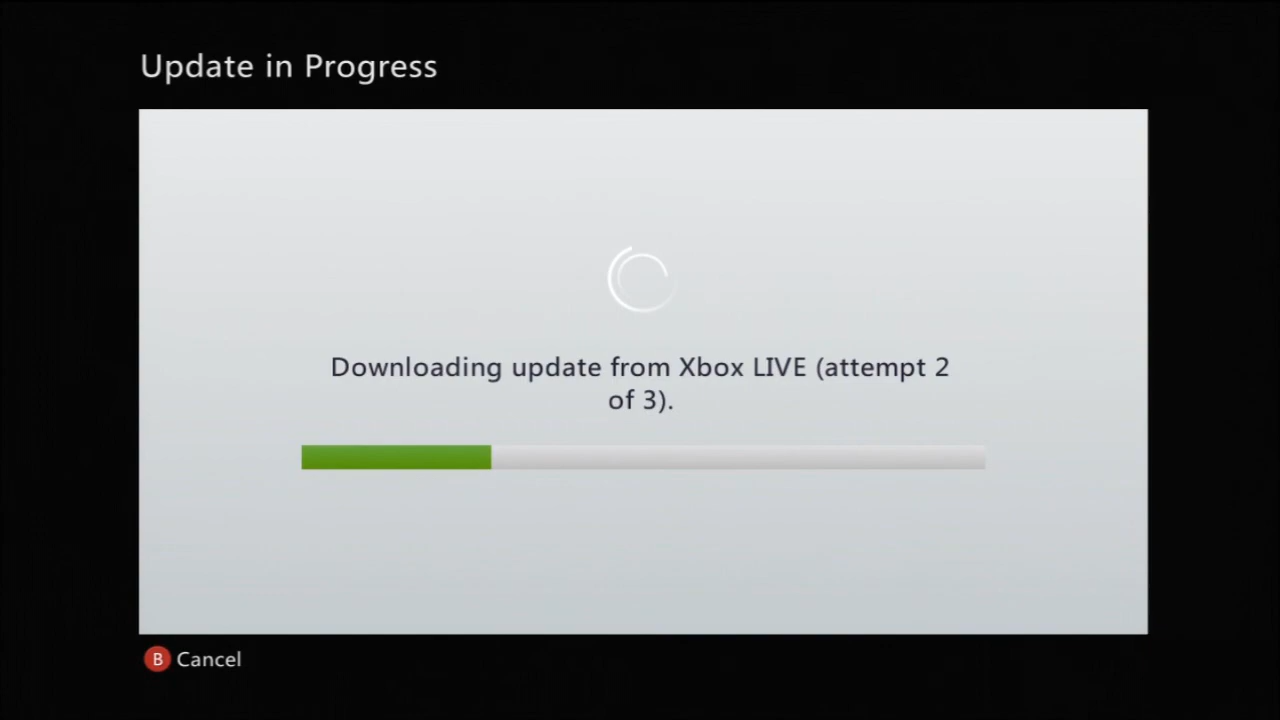 Update in Progress
Downloading update from Xbox LIVE (attempt 2
of 3).
B Cancel